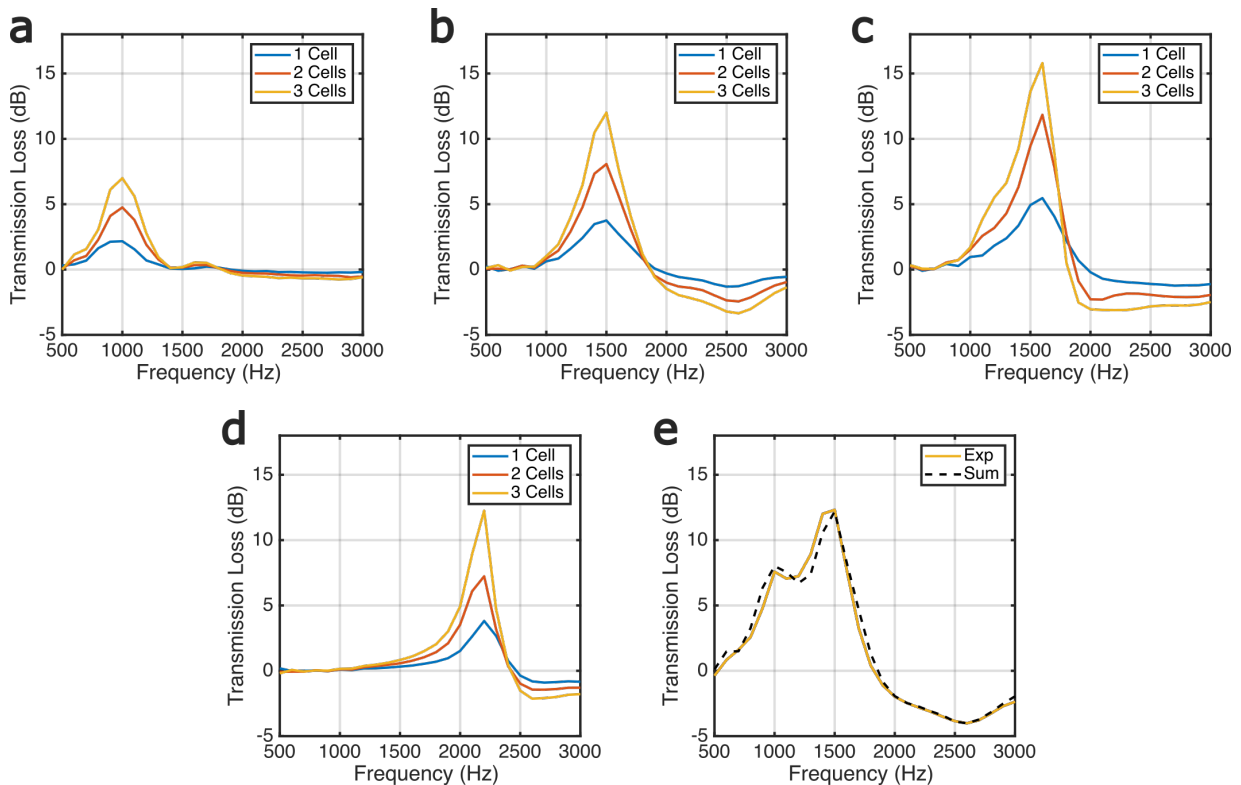 a
1 Cell
2 Cells
3 Cells
Transmission Loss (dB)
15
10
5
0
-5
500 1000 1500 2000 2500 3000
Frequency (Hz)
b
1 Cell
2 Cells
3 Cells
Transmission Loss (dB)
15
10
5
0
-5
500 1000 1500 2000 2500 3000
Frequency (Hz)
c
1 Cell
2 Cells
3 Cells
Transmission Loss (dB)
15
10
5
0
-5
500 1000 1500 2000 2500 3000
Frequency (Hz)
d
1 Cell
2 Cells
3 Cells
Transmission Loss (dB)
15
10
5
0
-5
500 1000 1500 2000 2500 3000
Frequency (Hz)
e
Exp
Sum
Transmission Loss (dB)
15
10
5
0
-5
500 1000 1500 2000 2500 3000
Frequency (Hz)